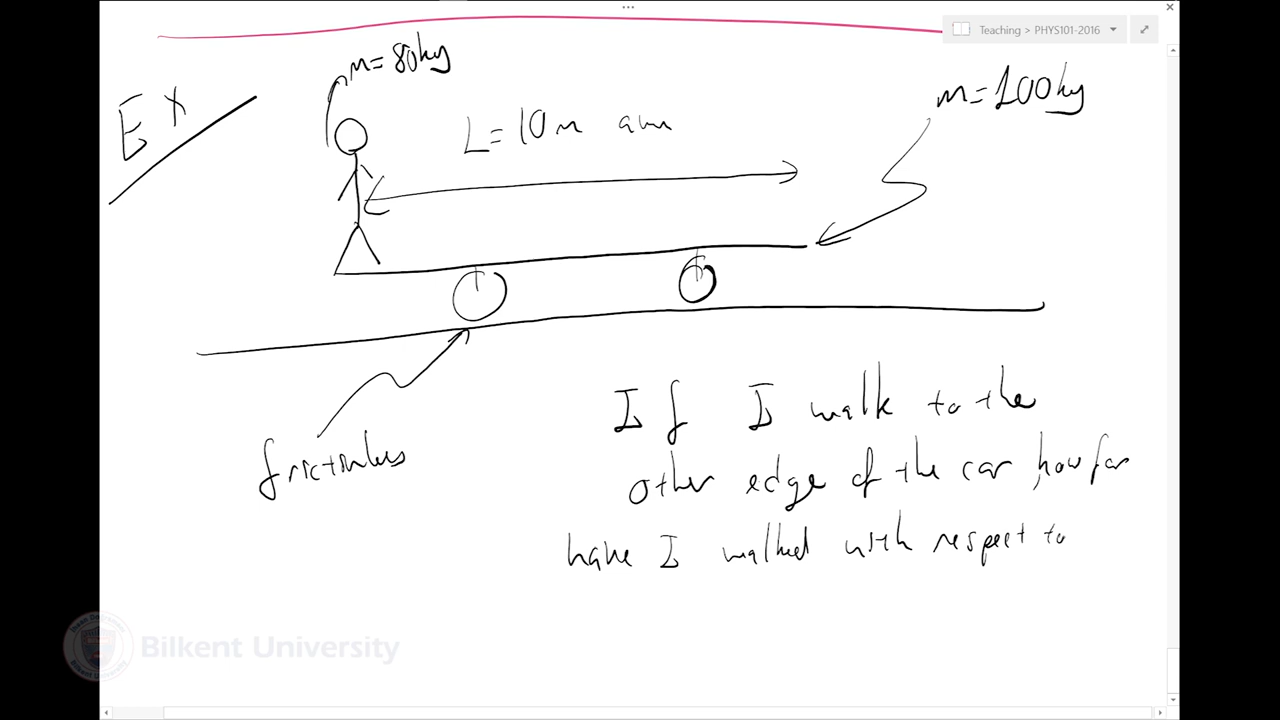 Teaching > PHYS101-2016
Ex
m=80kg
L=10m
m=100kg
frictionless
If I walk to the
other edge of the car, how far
have I walked with respect to
Bilkent University